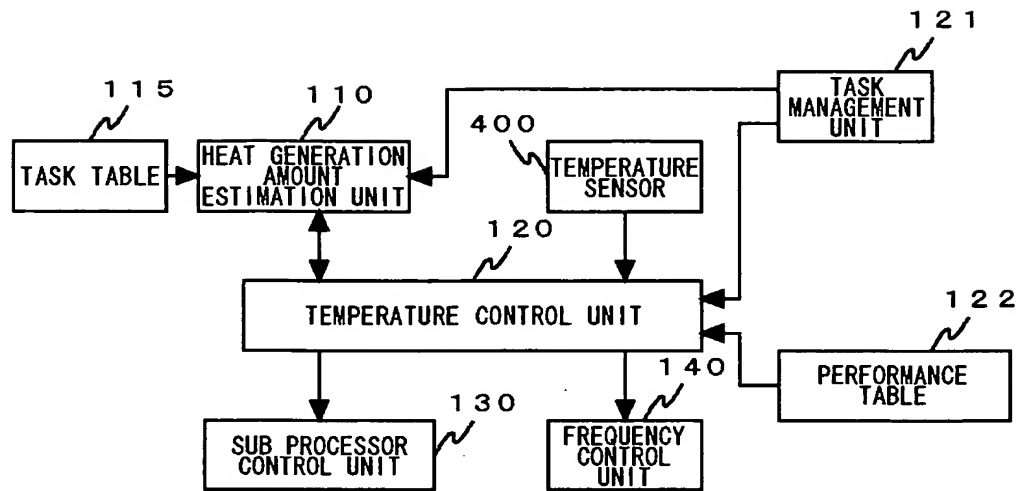 121
TASK
MANAGEMENT
UNIT
115
TASK TABLE
110
HEAT GENERATION
AMOUNT
ESTIMATION UNIT
400
TEMPERATURE
SENSOR
120
TEMPERATURE CONTROL UNIT
122
PERFORMANCE
TABLE
130
SUB PROCESSOR
CONTROL UNIT
140
FREQUENCY
CONTROL
UNIT